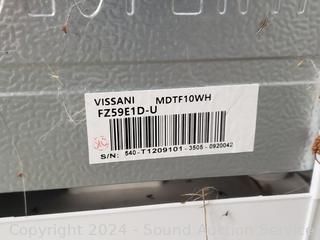 VISSANI MDTF10WH
FZ59E1D-U
S/N: 540-T1209101-3505-0920042
Copyright 2024 - Sound Auction Service